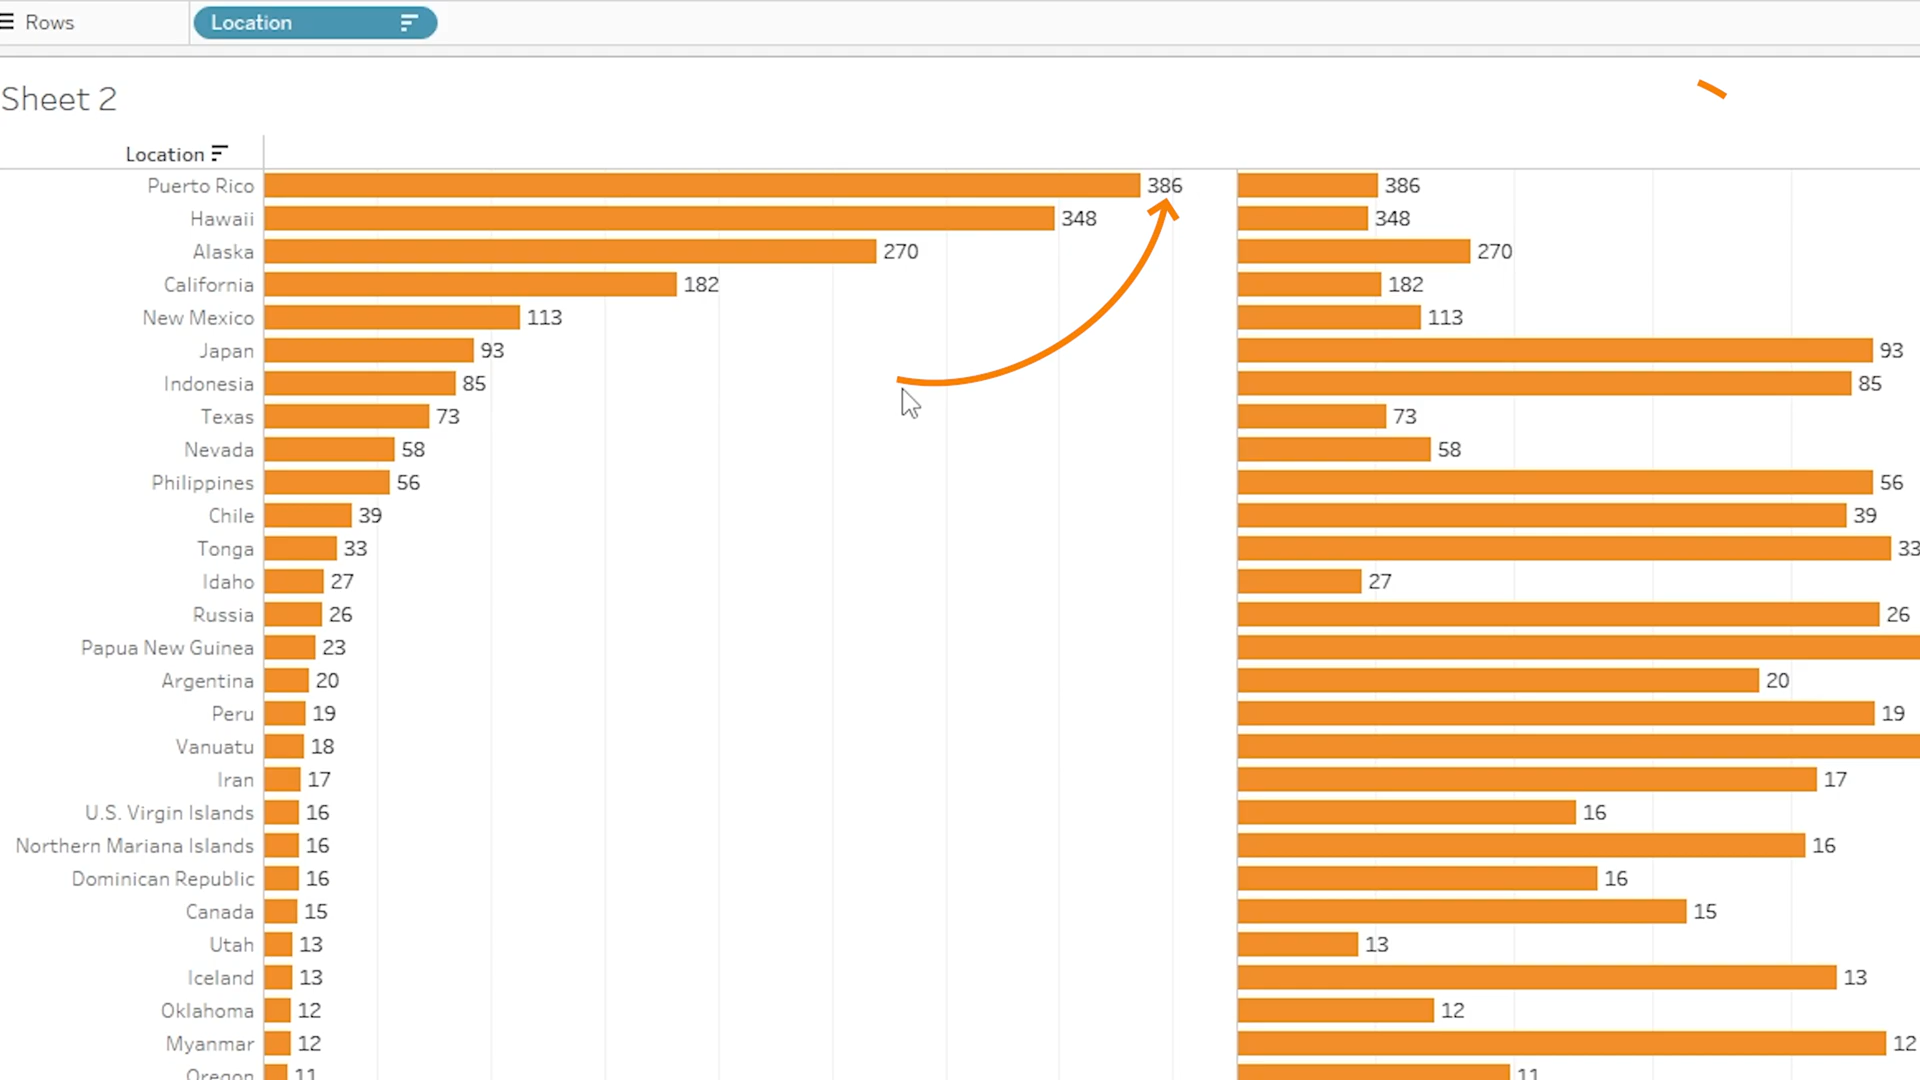 Rows Location
Sheet 2
Location
Puerto Rico 386 386
Hawaii 348 348
Alaska 270 270
California 182 182
New Mexico 113 113
Japan 93 93
Indonesia 85 85
Texas 73 73
Nevada 58 58
Philippines 56 56
Chile 39 39
Tonga 33 33
Idaho 27 27
Russia 26 26
Papua New Guinea 23
Argentina 20 20
Peru 19 19
Vanuatu 18
Iran 17 17
U.S. Virgin Islands 16 16
Northern Mariana Islands 16 16
Dominican Republic 16 16
Canada 15 15
Utah 13 13
Iceland 13 13
Oklahoma 12 12
Myanmar 12 12
Oregon 11 11